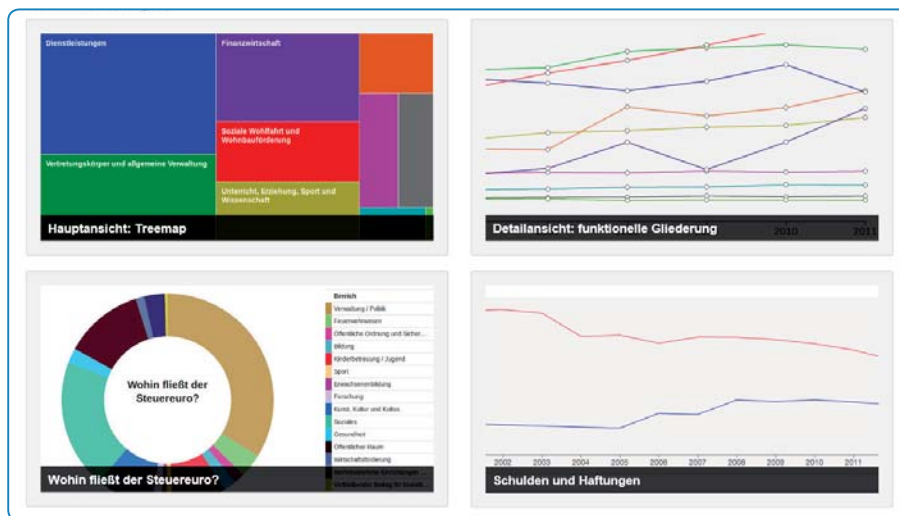 Dienstleistungen
Finanzwirtschaft
Soziale Wohlfahrt und
Wohnbauförderung
Vertretungskörper und allgemeine Verwaltung
Unterricht, Erziehung, Sport und
Wissenschaft
Hauptansicht: Treemap
2010
2011
Detailansicht: funktionelle Gliederung
Wohin fließt der
Steuereuro?
Bereich
Verwaltung / Politik
Feuerwehrwesen
Öffentliche Ordnung und Sicher...
Bildung
Kinderbetreuung / Jugend
Sport
Erwachsenenbildung
Forschung
Kunst, Kultur und Kultus
Soziales
Gesundheit
Öffentlicher Raum
Wirtschaftsförderung
Wohin fließt der Steuereuro?
2002 2003 2004 2005 2006 2007 2008 2009 2010 2011
Schulden und Haftungen